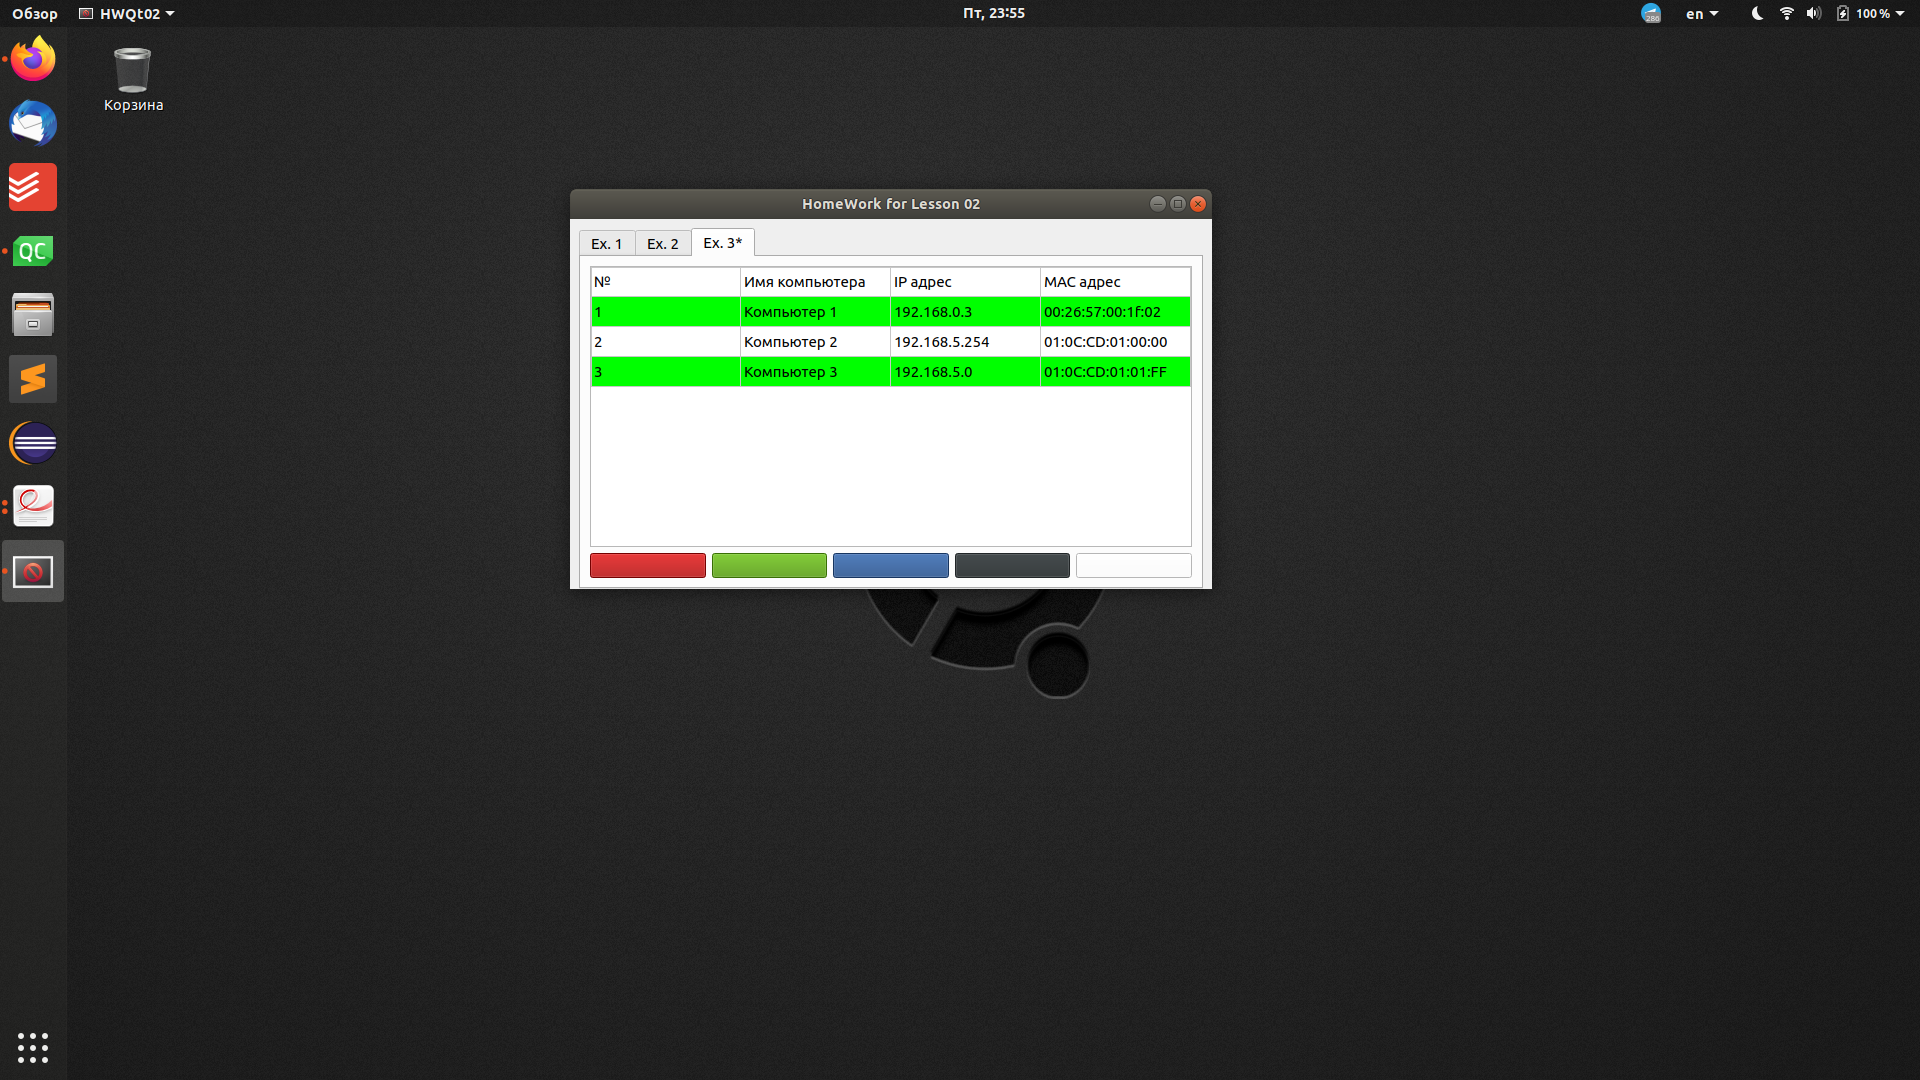 Обзор HWQt02 Пт, 23:55 286 en 100 %
Корзина
QC
HomeWork for Lesson 02
Ex. 1 Ex. 2 Ex. 3*
№ Имя компьютера IP адрес MAC адрес
1 Компьютер 1 192.168.0.3 00:26:57:00:1f:02
2 Компьютер 2 192.168.5.254 01:0C:CD:01:00:00
3 Компьютер 3 192.168.5.0 01:0C:CD:01:01:FF